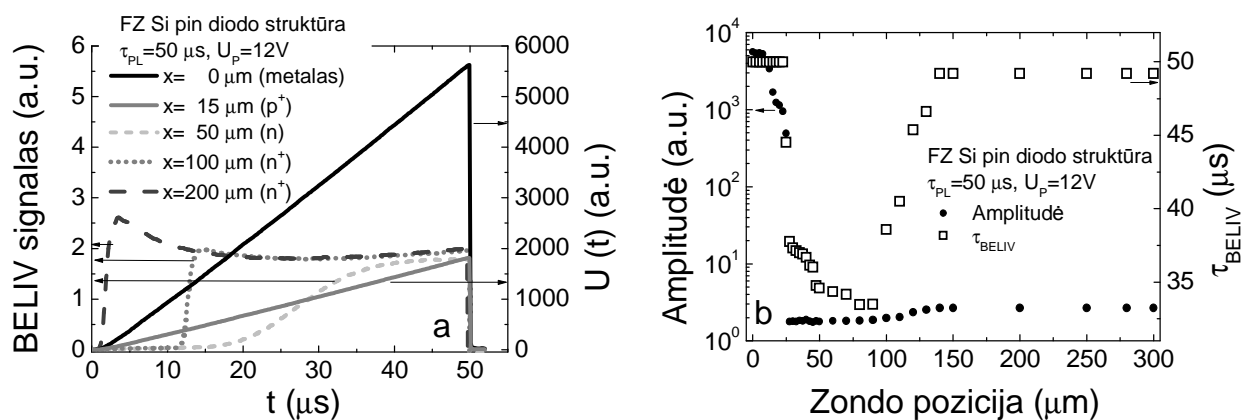 FZ Si pin diodo struktūra
τPL=50 μs, UP=12V
x= 0 μm (metalas)
x= 15 μm (p+)
x= 50 μm (n)
x=100 μm (n+)
x=200 μm (n+)
BELIV signalas (a.u.)
6
5
4
3
2
1
0
6000
5000
4000
3000
2000
1000
0
U (t) (a.u.)
a
0 10 20 30 40 50
t (μs)
Amplitudė (a.u.)
10^4
10^3
10^2
10^1
10^0
FZ Si pin diodo struktūra
τPL=50 μs, UP=12V
Amplitudė
τBELIV
b
50
45
40
35
τBELIV (μs)
0 50 100 150 200 250 300
Zondo pozicija (μm)